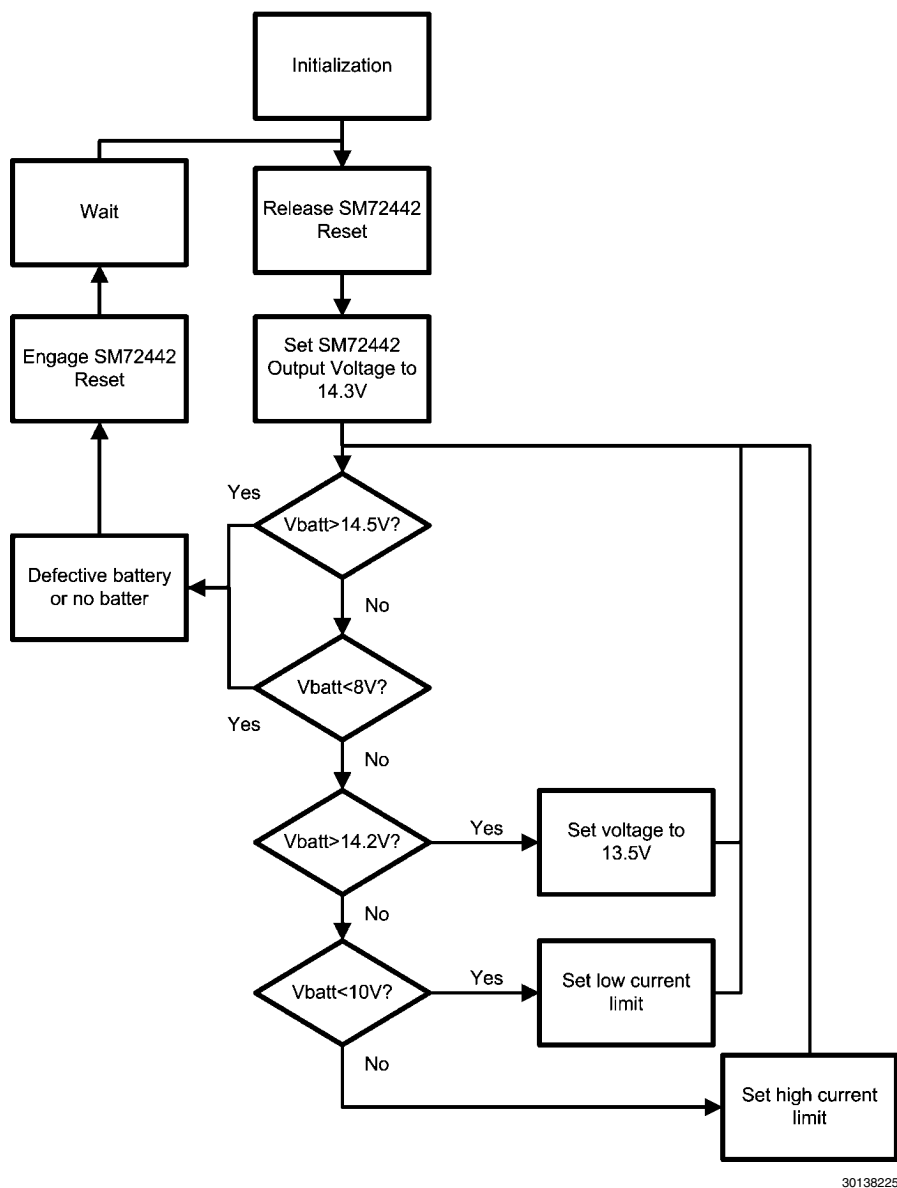 Initialization
Wait
Release SM72442
Reset
Engage SM72442
Reset
Set SM72442
Output Voltage to
14.3V
Yes
Vbatt>14.5V?
Defective battery
or no batter
No
Vbatt<8V?
Yes
No
Vbatt>14.2V?
Yes
Set voltage to
13.5V
No
Vbatt<10V?
Yes
Set low current
limit
No
Set high current
limit
30138225